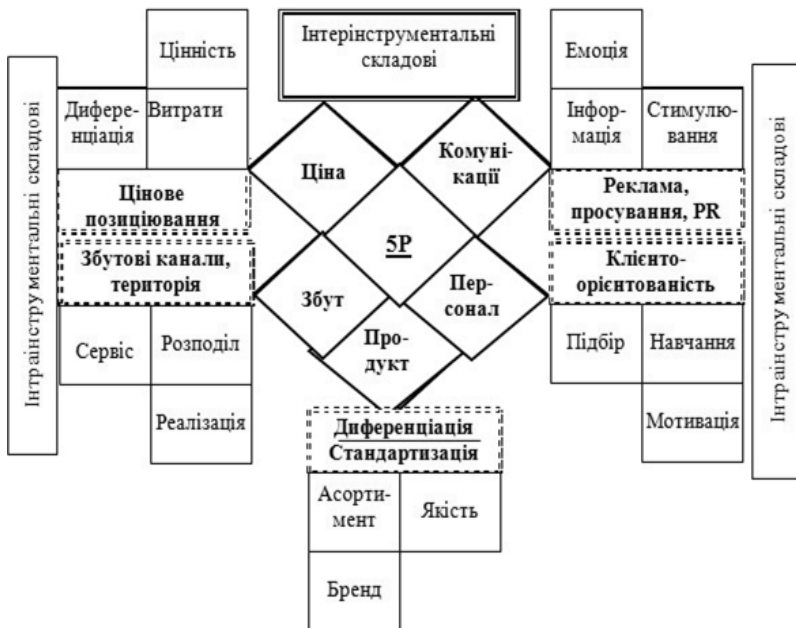 Інтерінструментальні
складові
Цінність
Диферен-
ціація
Витрати
Цінове
позиціювання
Збутові канали,
територія
Сервіс
Розподіл
Реалізація
Інтраінструментальні складові
Ціна
Комуні-
кації
5P
Збут
Пер-
сонал
Про-
дукт
Диференціація
Стандартизація
Асорти-
мент
Якість
Бренд
Емоція
Інфор-
мація
Стимулю-
вання
Реклама,
просування, PR
Клієнто-
орієнтованість
Підбір
Навчання
Мотивація
Інтраінструментальні складові